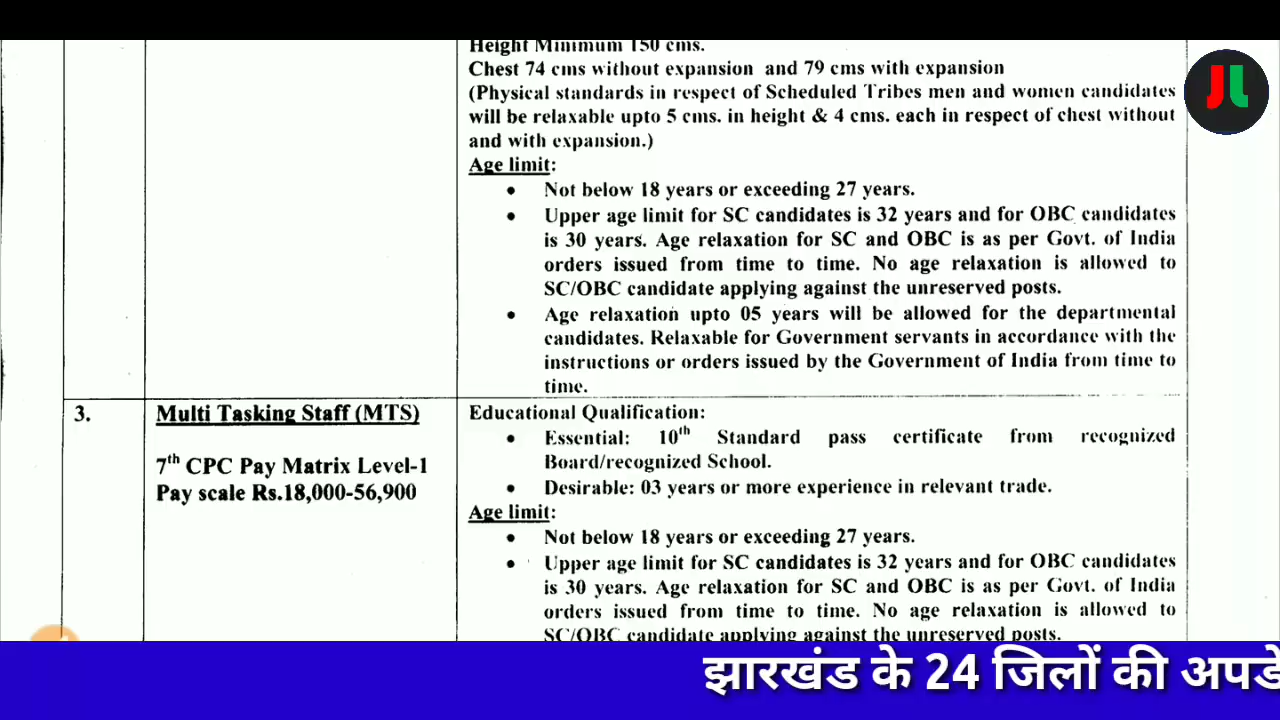 Height Minimum 150 cms.
Chest 74 cms without expansion and 79 cms with expansion
(Physical standards in respect of Scheduled Tribes men and women candidates
will be relaxable upto 5 cms. in height & 4 cms. each in respect of chest without
and with expansion.)
Age limit:
• Not below 18 years or exceeding 27 years.
• Upper age limit for SC candidates is 32 years and for OBC candidates
is 30 years. Age relaxation for SC and OBC is as per Govt. of India
orders issued from time to time. No age relaxation is allowed to
SC/OBC candidate applying against the unreserved posts.
• Age relaxation upto 05 years will be allowed for the departmental
candidates. Relaxable for Government servants in accordance with the
instructions or orders issued by the Government of India from time to
time.
3.
Multi Tasking Staff (MTS)
7th CPC Pay Matrix Level-1
Pay scale Rs.18,000-56,900
Educational Qualification:
• Essential: 10th Standard pass certificate from recognized
Board/recognized School.
• Desirable: 03 years or more experience in relevant trade.
Age limit:
• Not below 18 years or exceeding 27 years.
• Upper age limit for SC candidates is 32 years and for OBC candidates
is 30 years. Age relaxation for SC and OBC is as per Govt. of India
orders issued from time to time. No age relaxation is allowed to
SC/OBC candidate applying against the unreserved posts.
JL
झारखंड के 24 जिलों की अपडे